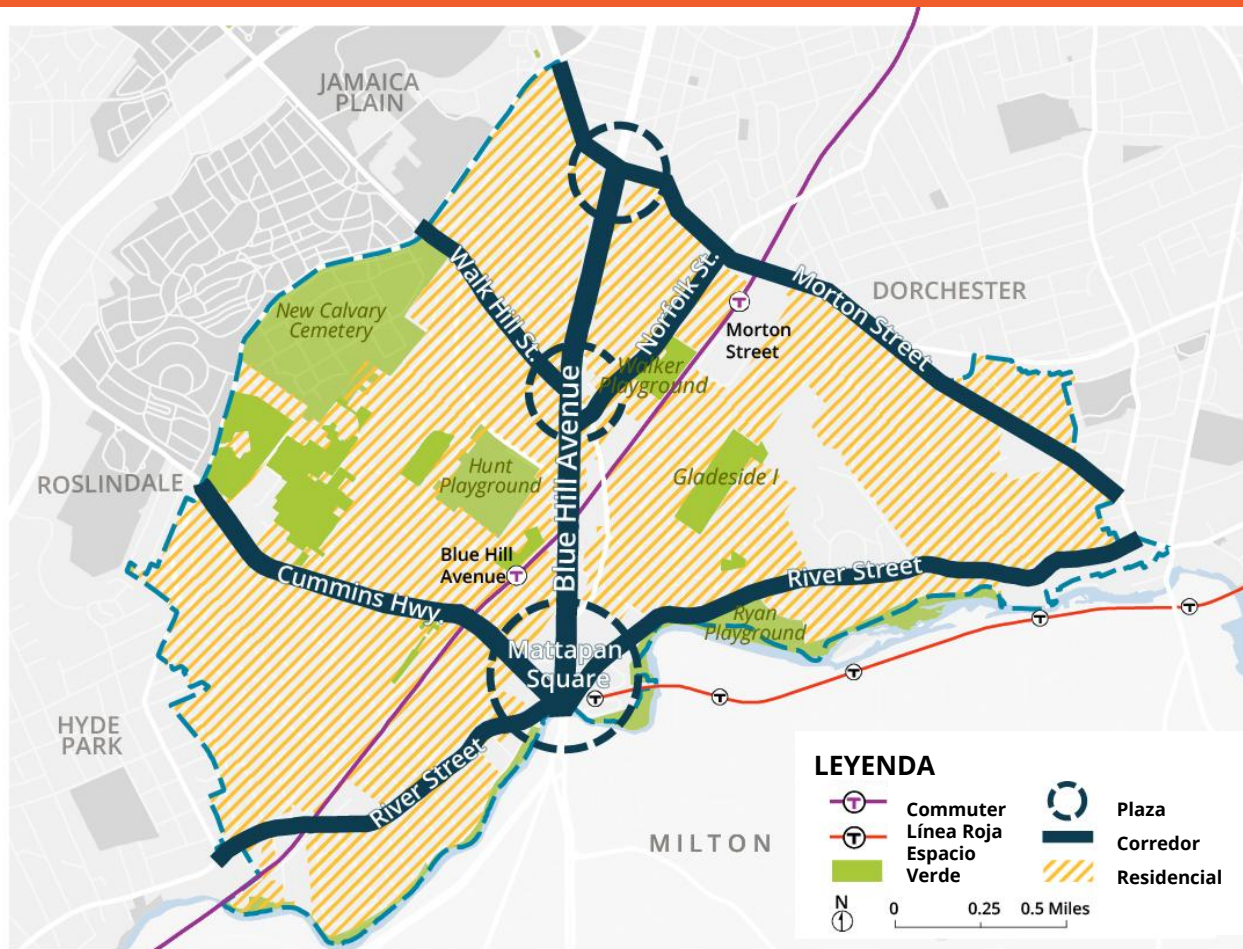 JAMAICA
PLAIN
New Calvary
Cemetery
Walk Hill St.
Norfolk St.
Morton Street
DORCHESTER
Morton
Street
Walker
Playground
Blue Hill Avenue
ROSLINDALE
Hunt
Playground
Gladeside I
Blue Hill
Avenue
Cummins Hwy.
River Street
Ryan
Playground
Mattapan
Square
HYDE
PARK
River Street
MILTON
LEYENDA
Commuter
Línea Roja
Espacio
Verde
Plaza
Corredor
Residencial
N
0 0.25 0.5 Miles